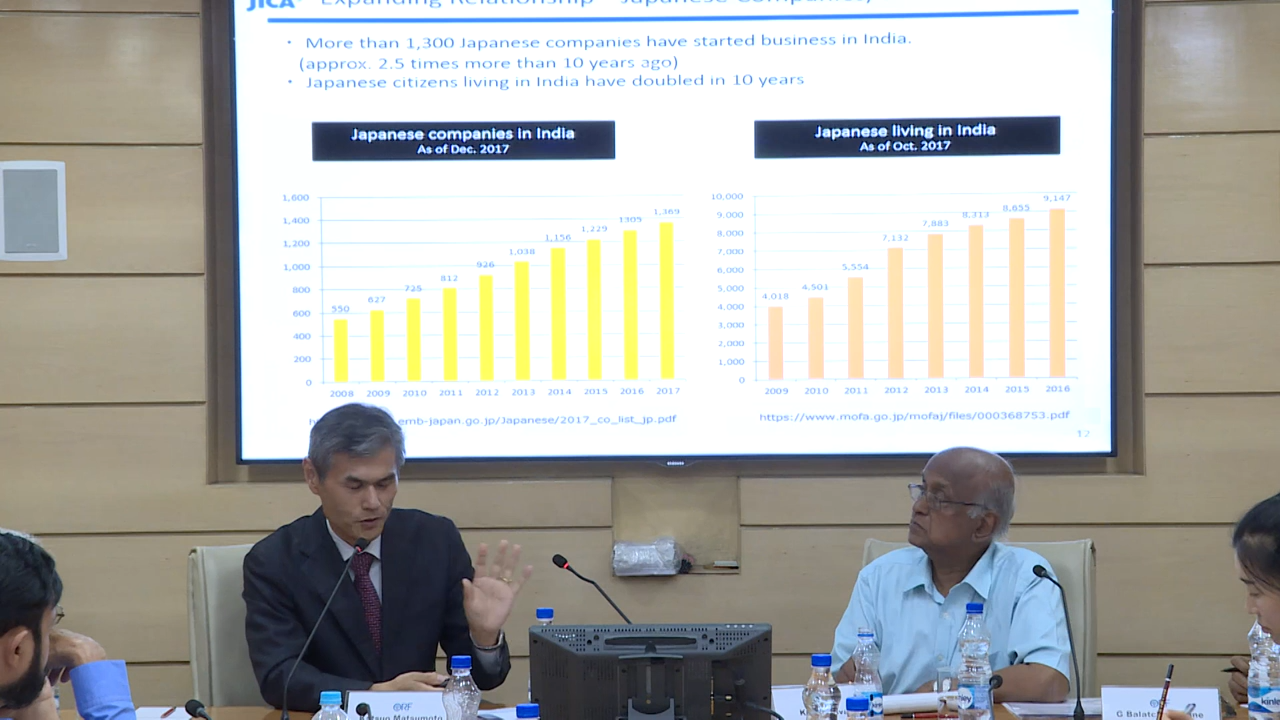 JICA Expanding Relationship – Japanese Companies,
· More than 1,300 Japanese companies have started business in India.
(approx. 2.5 times more than 10 years ago)
· Japanese citizens living in India have doubled in 10 years
Japanese companies in India
As of Dec. 2017
1,600
1,400
1,200
1,000
800
600
400
200
0
550
627
725
812
926
1,038
1,156
1,229
1305
1,369
2008 2009 2010 2011 2012 2013 2014 2015 2016 2017
emb-japan.go.jp/Japanese/2017_co_list_jp.pdf
Japanese living in India
As of Oct. 2017
10,000
9,000
8,000
7,000
6,000
5,000
4,000
3,000
2,000
1,000
0
4,018
4,501
5,554
7,132
7,883
8,313
8,655
9,147
2009 2010 2011 2012 2013 2014 2015 2016
https://www.mofa.go.jp/mofaj/files/000368753.pdf
12
SAMSUNG
ORF
Matsumoto
G